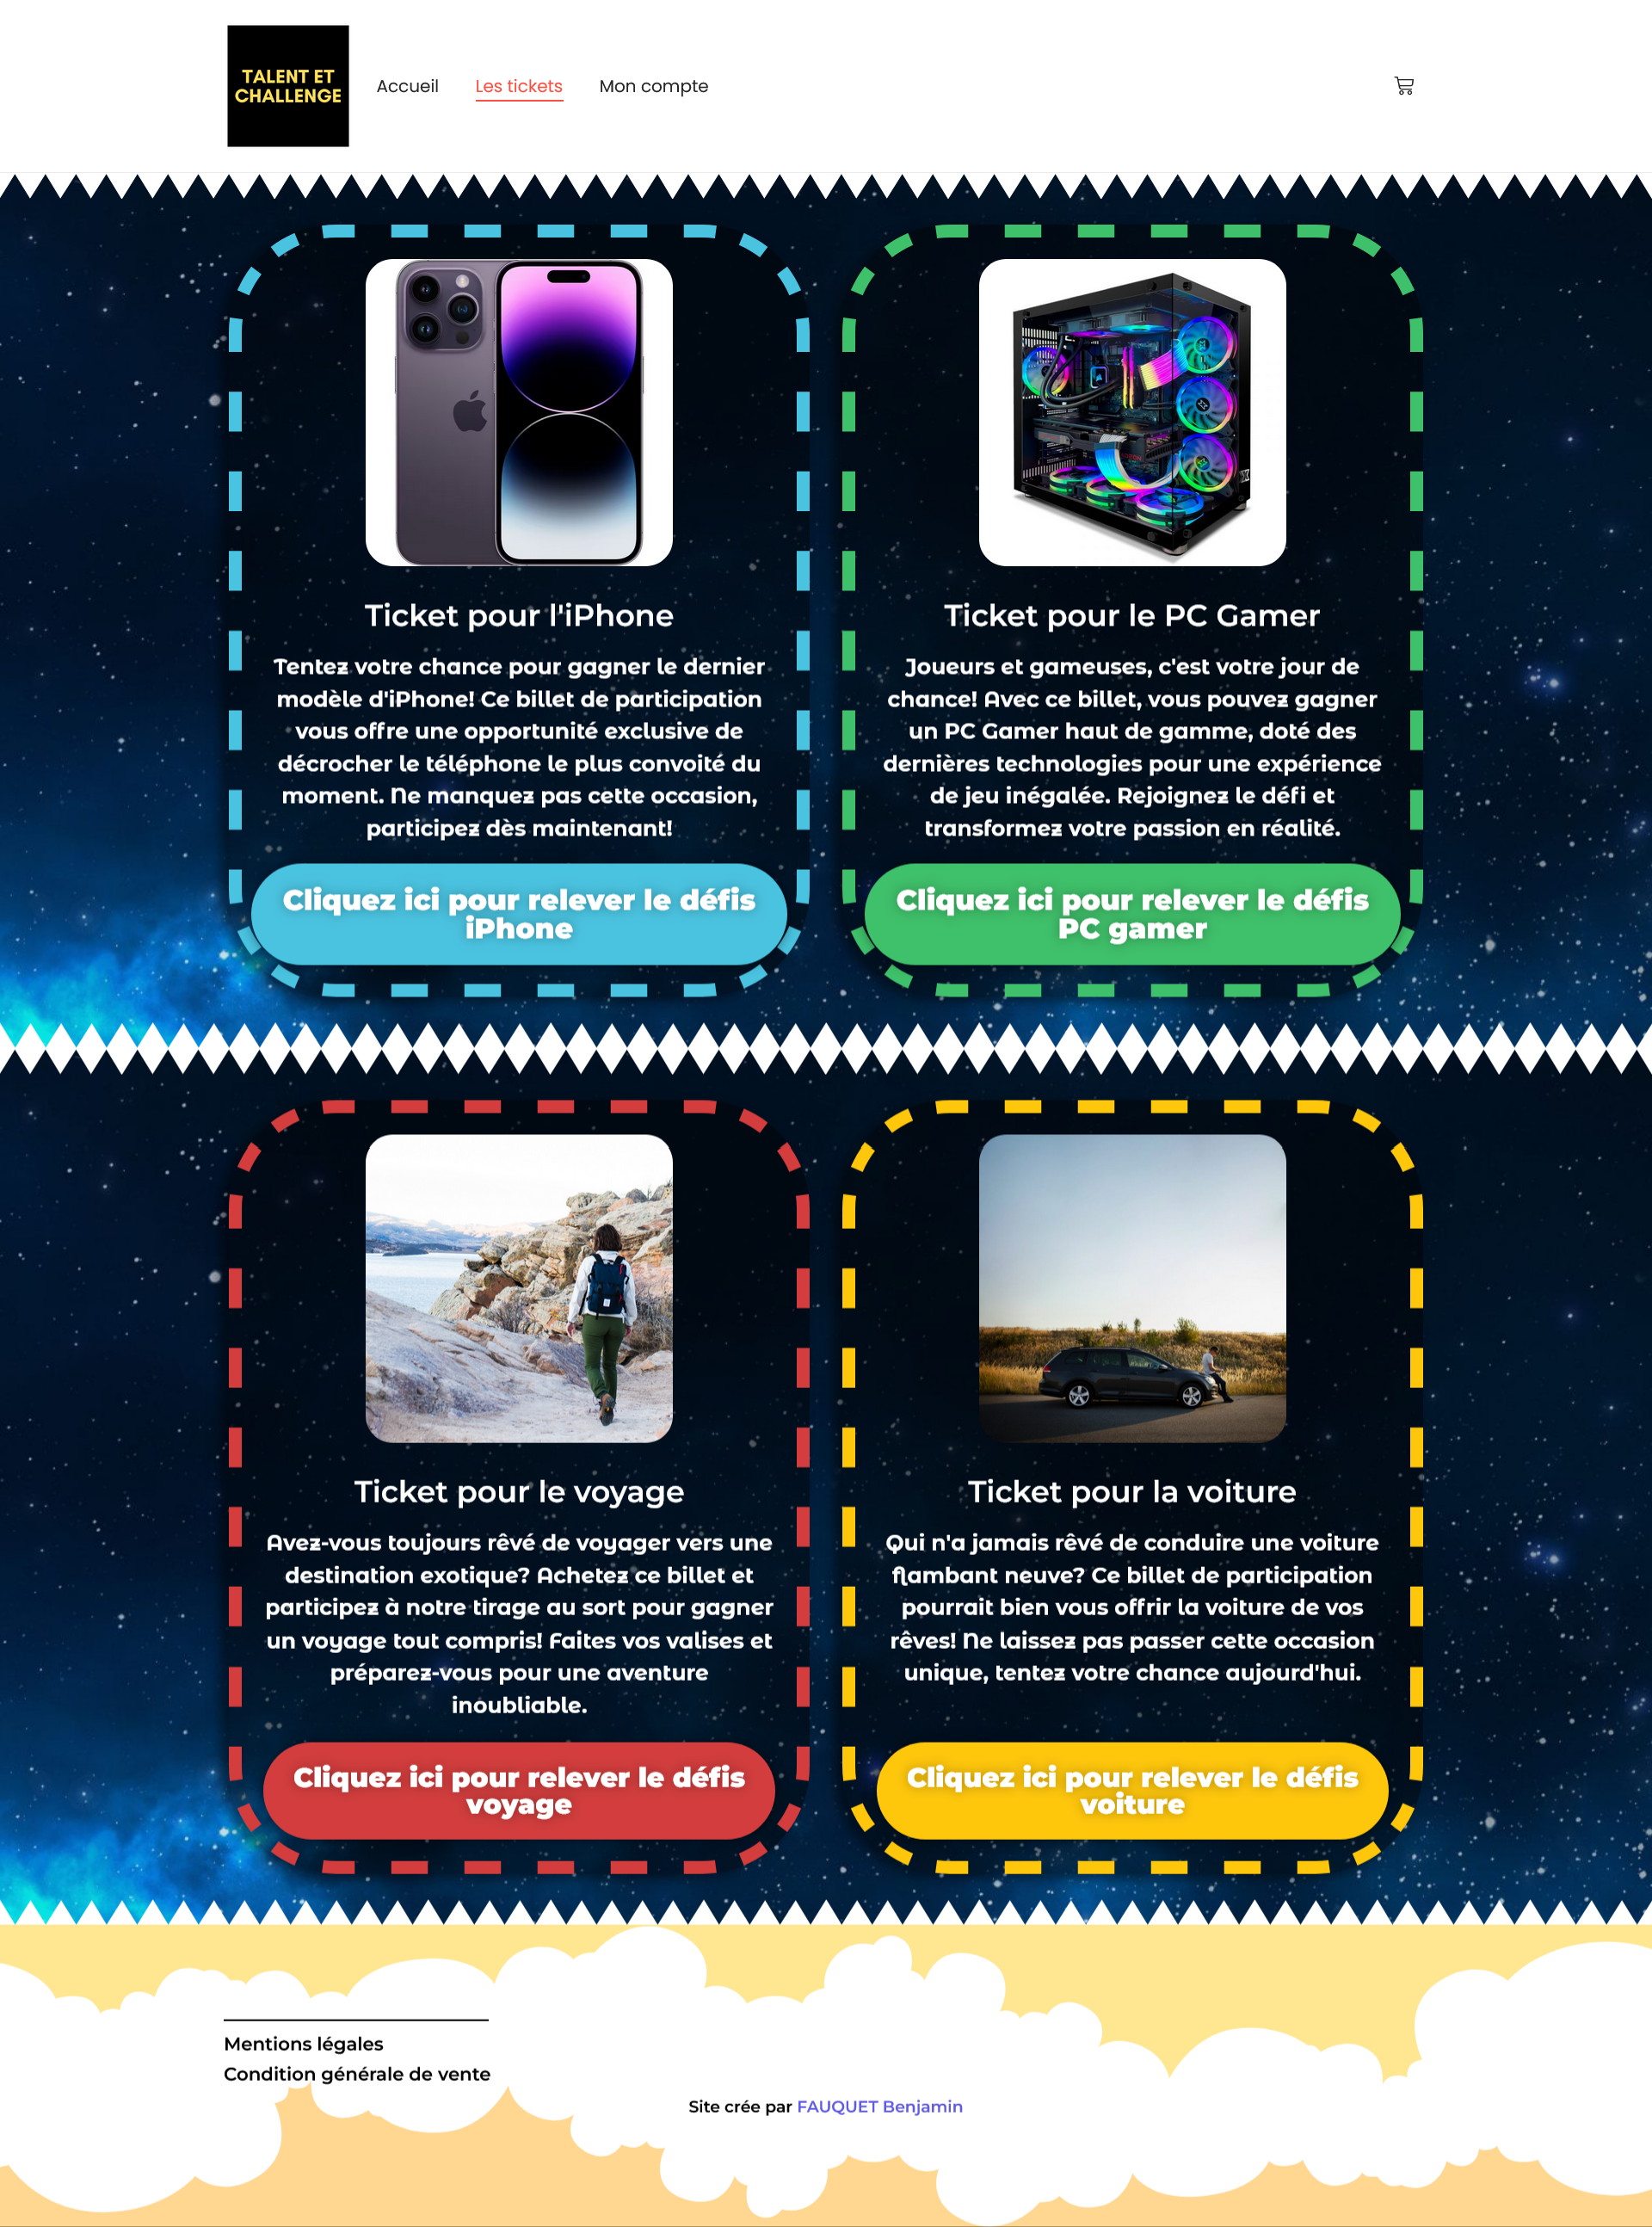 TALENT ET
CHALLENGE
Accueil
Les tickets
Mon compte
Ticket pour l'iPhone
Tentez votre chance pour gagner le dernier
modèle d'iPhone! Ce billet de participation
vous offre une opportunité exclusive de
décrocher le téléphone le plus convoité du
moment. Ne manquez pas cette occasion,
participez dès maintenant!
Cliquez ici pour relever le défis
iPhone
Ticket pour le PC Gamer
Joueurs et gameuses, c'est votre jour de
chance! Avec ce billet, vous pouvez gagner
un PC Gamer haut de gamme, doté des
dernières technologies pour une expérience
de jeu inégalée. Rejoignez le défi et
transformez votre passion en réalité.
Cliquez ici pour relever le défis
PC gamer
Ticket pour le voyage
Avez-vous toujours rêvé de voyager vers une
destination exotique? Achetez ce billet et
participez à notre tirage au sort pour gagner
un voyage tout compris! Faites vos valises et
préparez-vous pour une aventure
inoubliable.
Cliquez ici pour relever le défis
voyage
Ticket pour la voiture
Qui n'a jamais rêvé de conduire une voiture
flambant neuve? Ce billet de participation
pourrait bien vous offrir la voiture de vos
rêves! Ne laissez pas passer cette occasion
unique, tentez votre chance aujourd'hui.
Cliquez ici pour relever le défis
voiture
Mentions légales
Condition générale de vente
Site crée par FAUQUET Benjamin